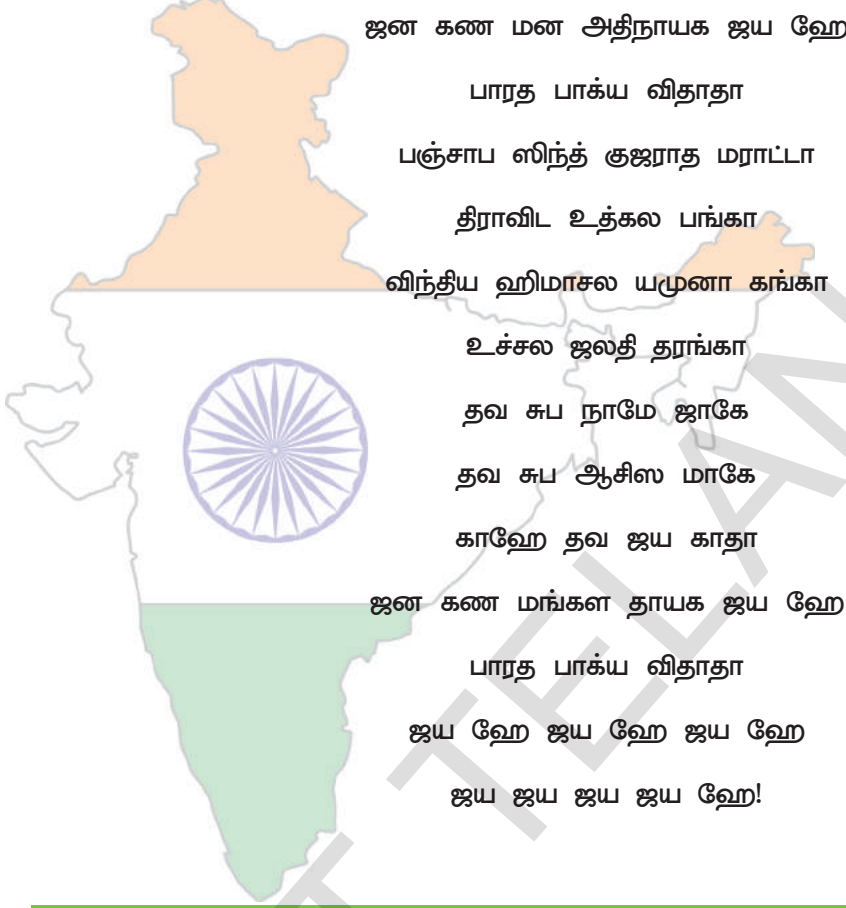 ஜன கண மன அதிநாயக ஜய ஹே
பாரத பாக்ய விதாதா
பஞ்சாப ஸிந்த் குஜராத மராட்டா
திராவிட உத்கல பங்கா
விந்திய ஹிமாசல யமுனா கங்கா
உச்சல ஜலதி தரங்கா
தவ சுப நாமே ஜாகே
தவ சுப ஆசிஸ மாகே
காஹே தவ ஜய காதா
ஜன கண மங்கள தாயக ஜய ஹே
பாரத பாக்ய விதாதா
ஜய ஹே ஜய ஹே ஜய ஹே
ஜய ஜய ஜய ஜய ஹே!